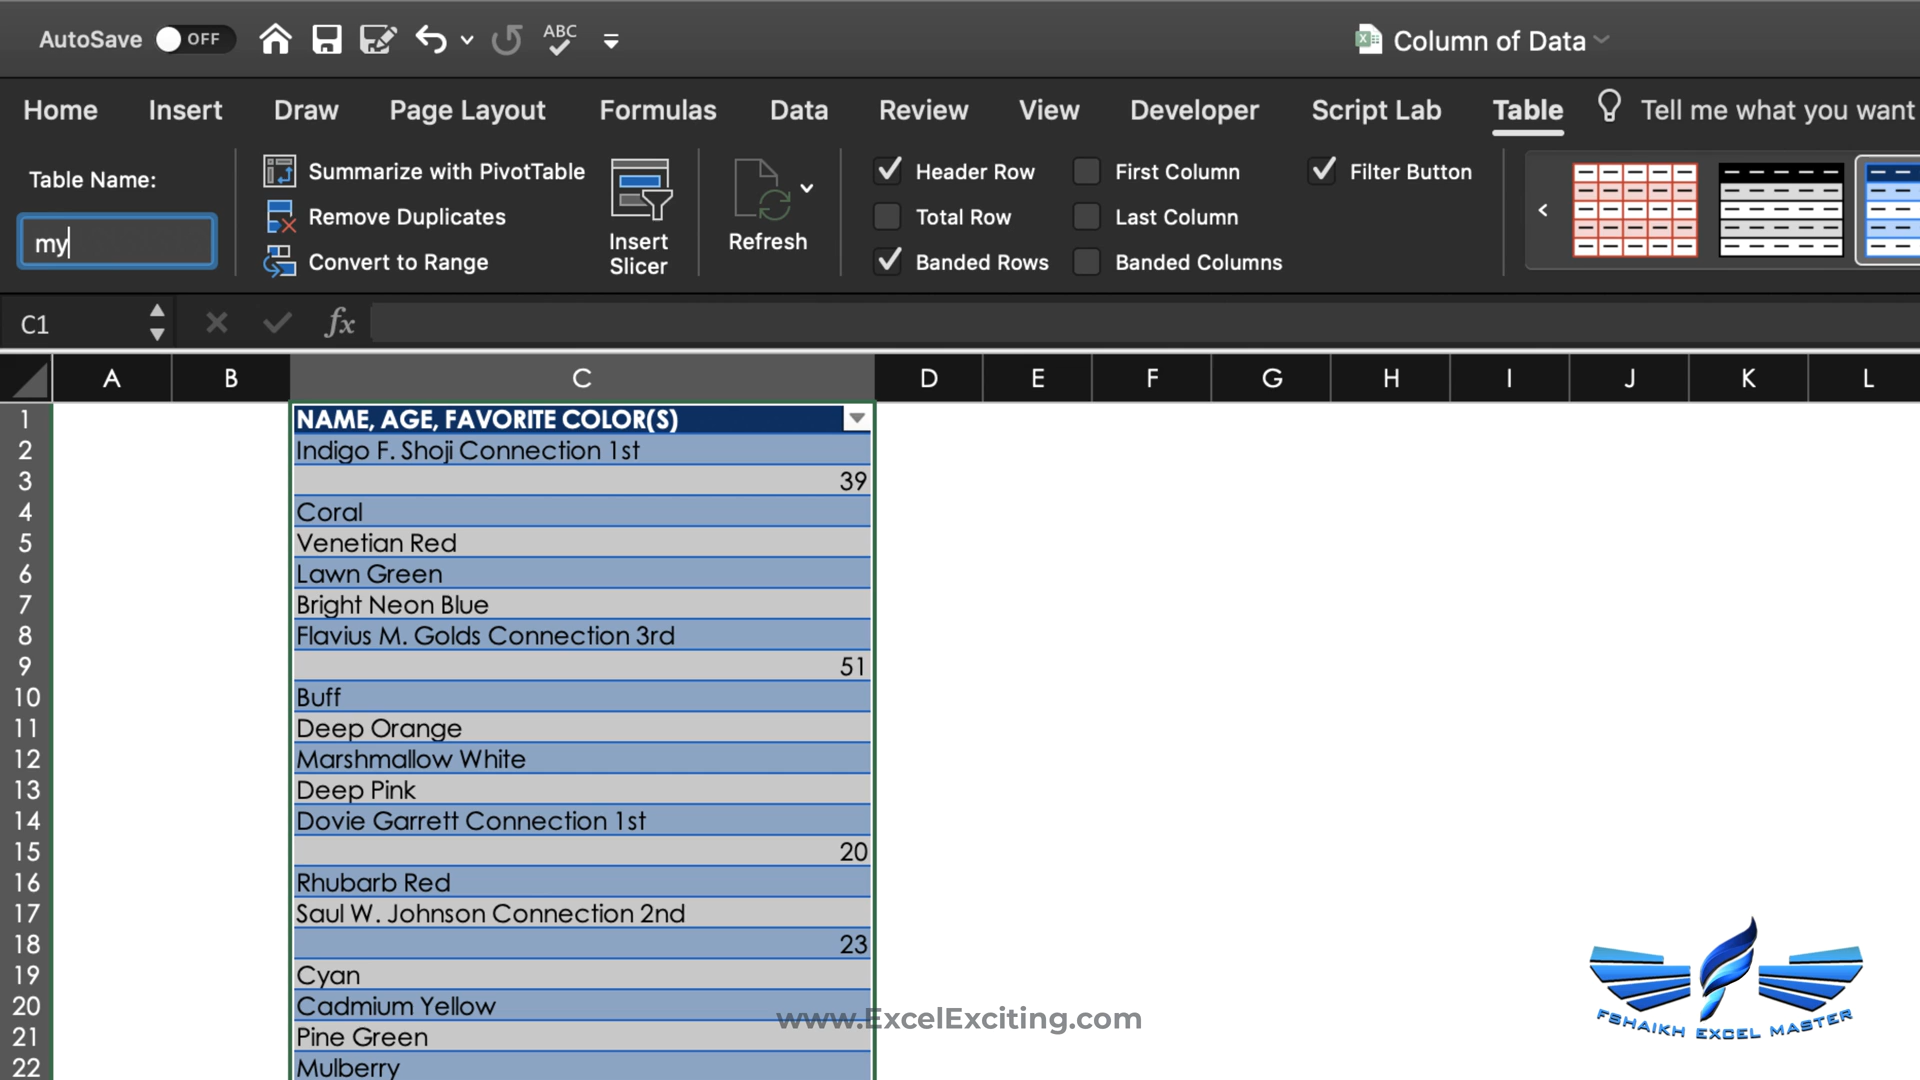 AutoSave OFF ABC Column of Data
Home Insert Draw Page Layout Formulas Data Review View Developer Script Lab Table Tell me what you want
Table Name:
my
Summarize with PivotTable
Remove Duplicates
Convert to Range
Insert
Slicer
Refresh
Header Row First Column Filter Button
Total Row Last Column
Banded Rows Banded Columns
C1 fx
A B C D E F G H I J K L
1 NAME, AGE, FAVORITE COLOR(S)
2 Indigo F. Shoji Connection 1st
3 39
4 Coral
5 Venetian Red
6 Lawn Green
7 Bright Neon Blue
8 Flavius M. Golds Connection 3rd
9 51
10 Buff
11 Deep Orange
12 Marshmallow White
13 Deep Pink
14 Dovie Garrett Connection 1st
15 20
16 Rhubarb Red
17 Saul W. Johnson Connection 2nd
18 23
19 Cyan
20 Cadmium Yellow
21 Pine Green
22 Mulberry
www.ExcelExciting.com
FSHAIKH EXCEL MASTER